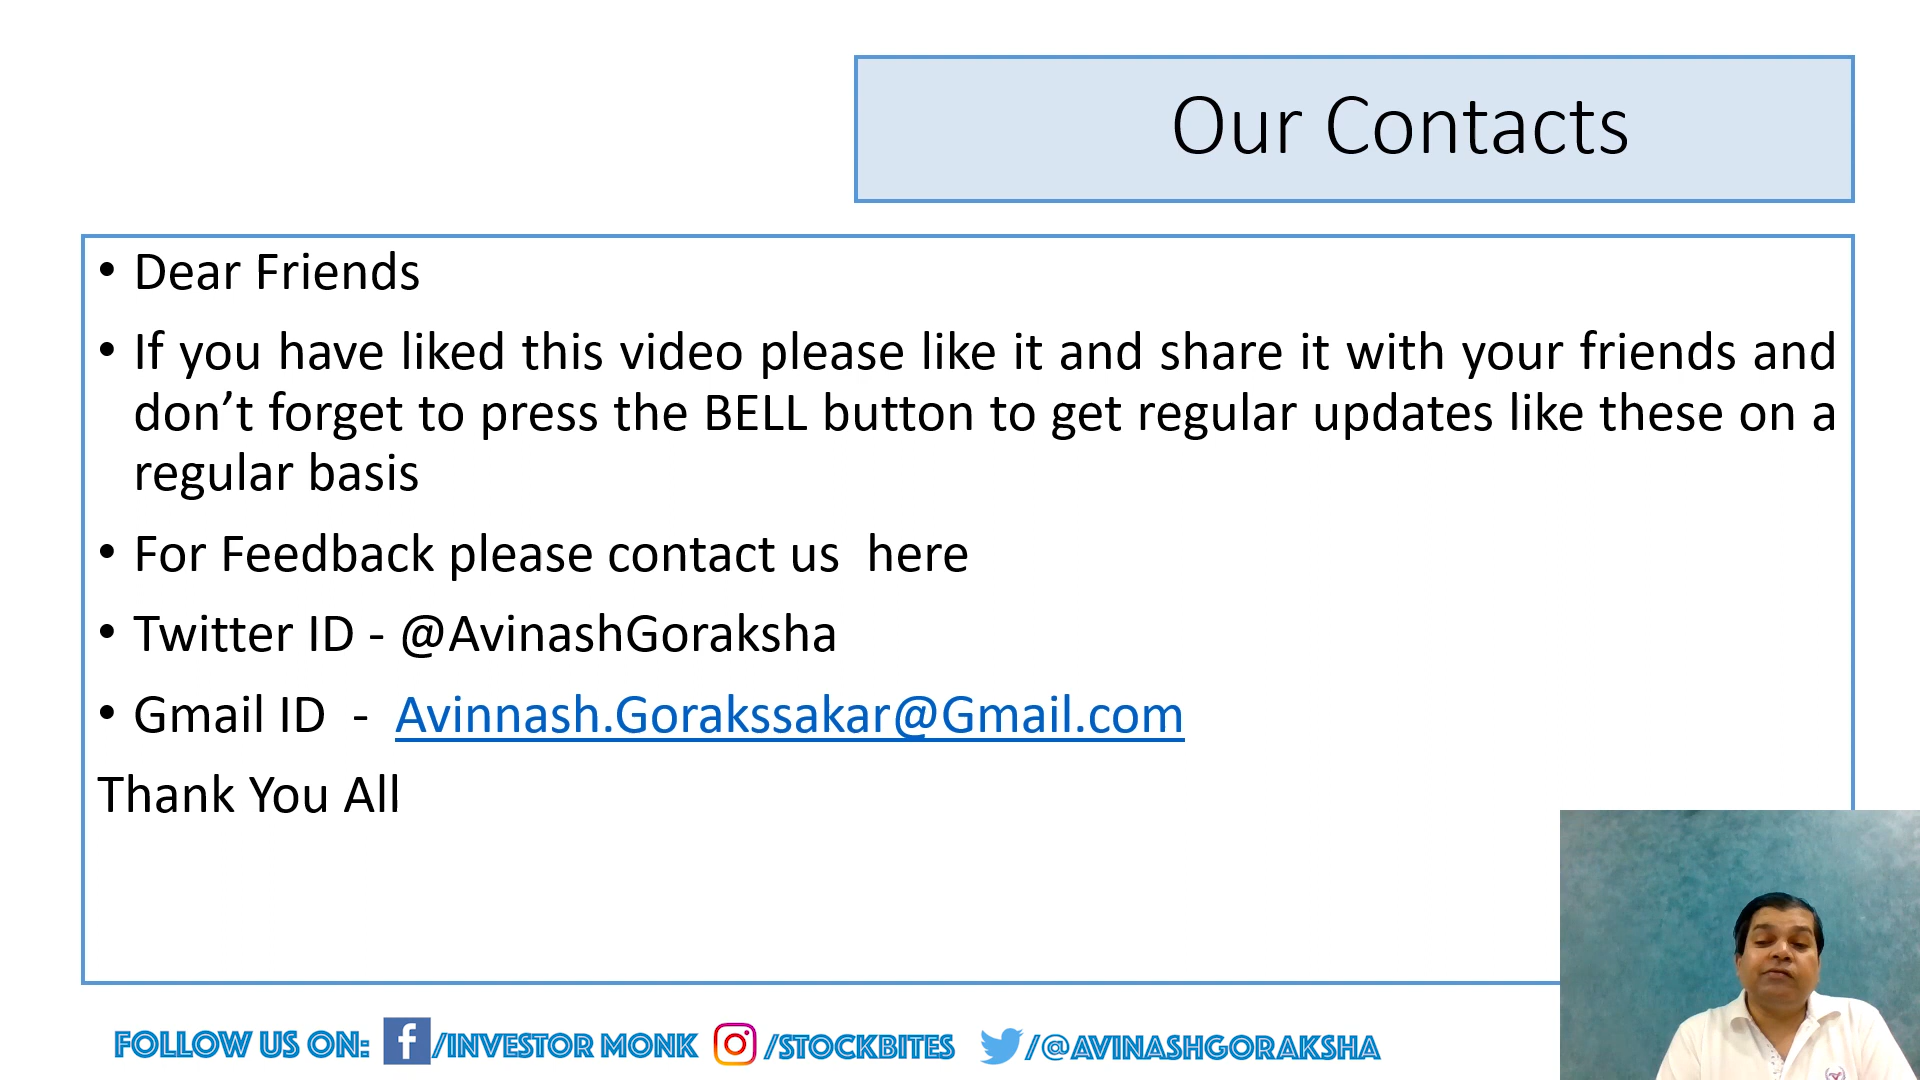 Our Contacts
• Dear Friends
• If you have liked this video please like it and share it with your friends and
don’t forget to press the BELL button to get regular updates like these on a
regular basis
• For Feedback please contact us  here
• Twitter ID - @AvinashGoraksha
• Gmail ID  -  Avinnash.Gorakssakar@Gmail.com
Thank You All
FOLLOW US ON: f/INVESTOR MONK /STOCKBITES /@AVINASHGORAKSHA